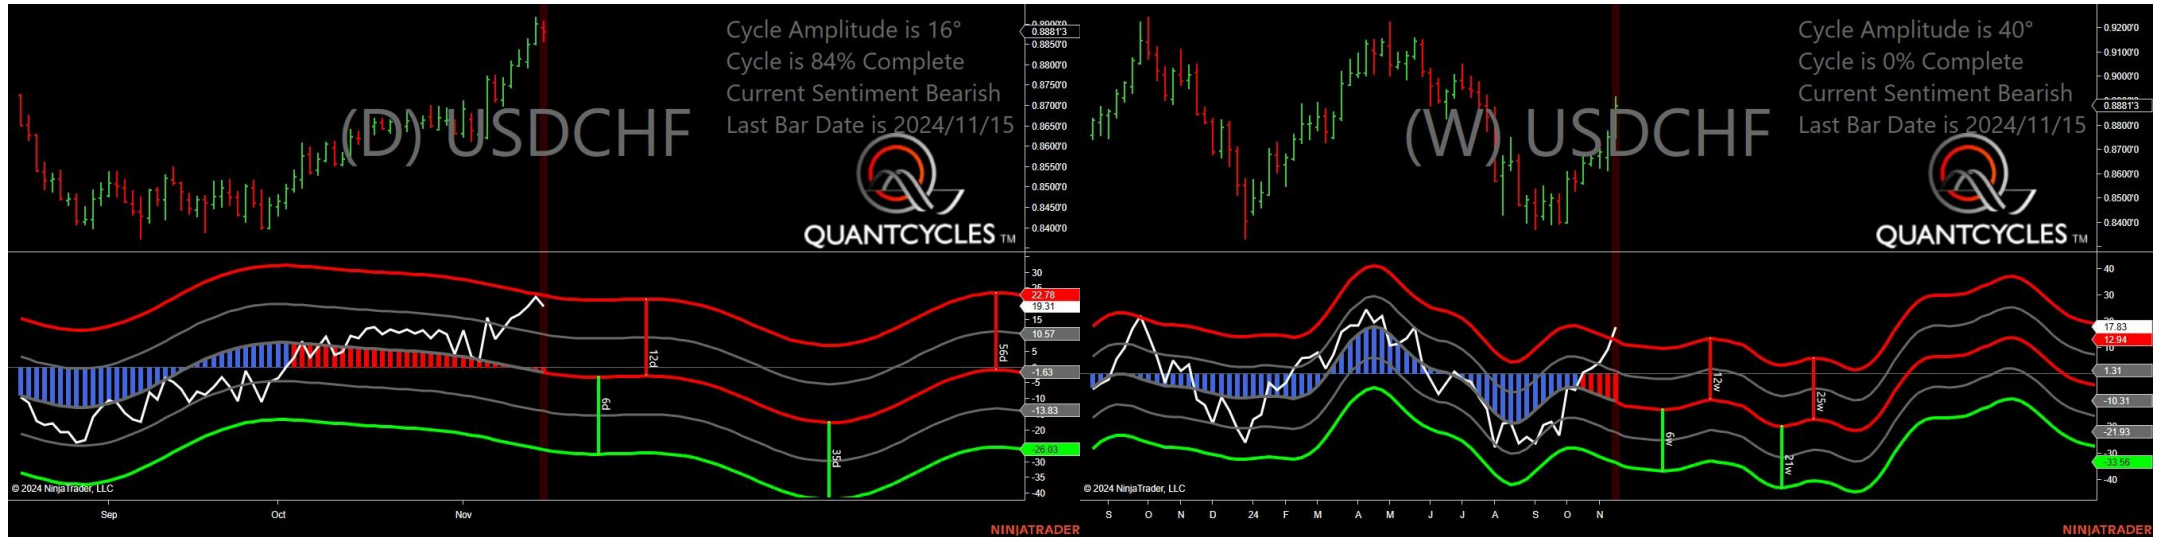 Cycle Amplitude is 16°
Cycle is 84% Complete
Current Sentiment Bearish
Last Bar Date is 2024/11/15
(D) USDCHF
QUANTCYCLES TM
0.8900'0
0.8881'3
0.8850'0
0.8800'0
0.8750'0
0.8700'0
0.8650'0
0.8600'0
0.8550'0
0.8500'0
0.8450'0
0.8400'0
30
25
22.78
19.31
15
10.57
5
-1.63
-5
-10
-13.83
-20
-26.03
-30
-35
-40
12d
56d
6d
35d
© 2024 NinjaTrader, LLC
Sep Oct Nov
NINJATRADER
Cycle Amplitude is 40°
Cycle is 0% Complete
Current Sentiment Bearish
Last Bar Date is 2024/11/15
(W) USDCHF
QUANTCYCLES TM
0.9200'0
0.9100'0
0.9000'0
0.8881'3
0.8800'0
0.8700'0
0.8600'0
0.8500'0
0.8400'0
40
30
17.83
12.94
10
1.31
-10.31
-21.93
-30
-33.56
-40
12w
25w
6w
21w
© 2024 NinjaTrader, LLC
S O N D 24 F M A M J J A S O N
NINJATRADER